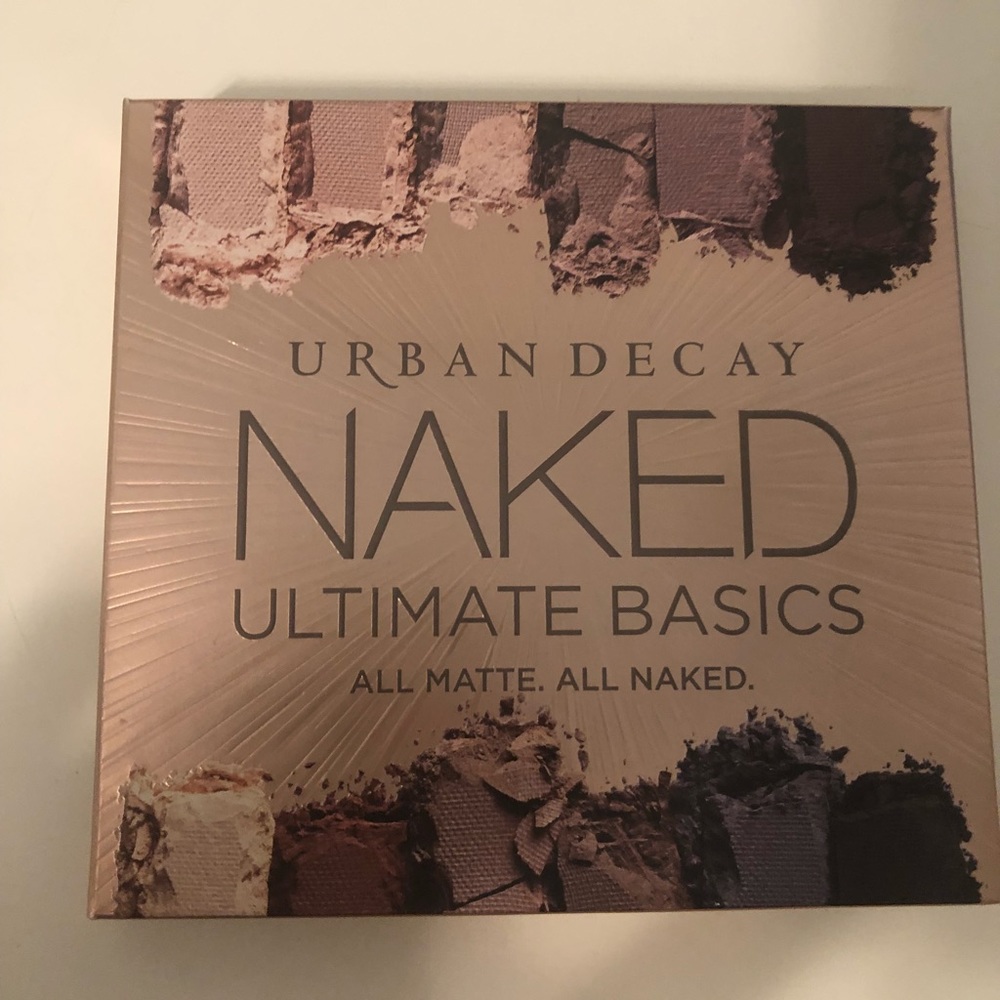 URBAN DECAY
NAKED
ULTIMATE BASICS
ALL MATTE. ALL NAKED.